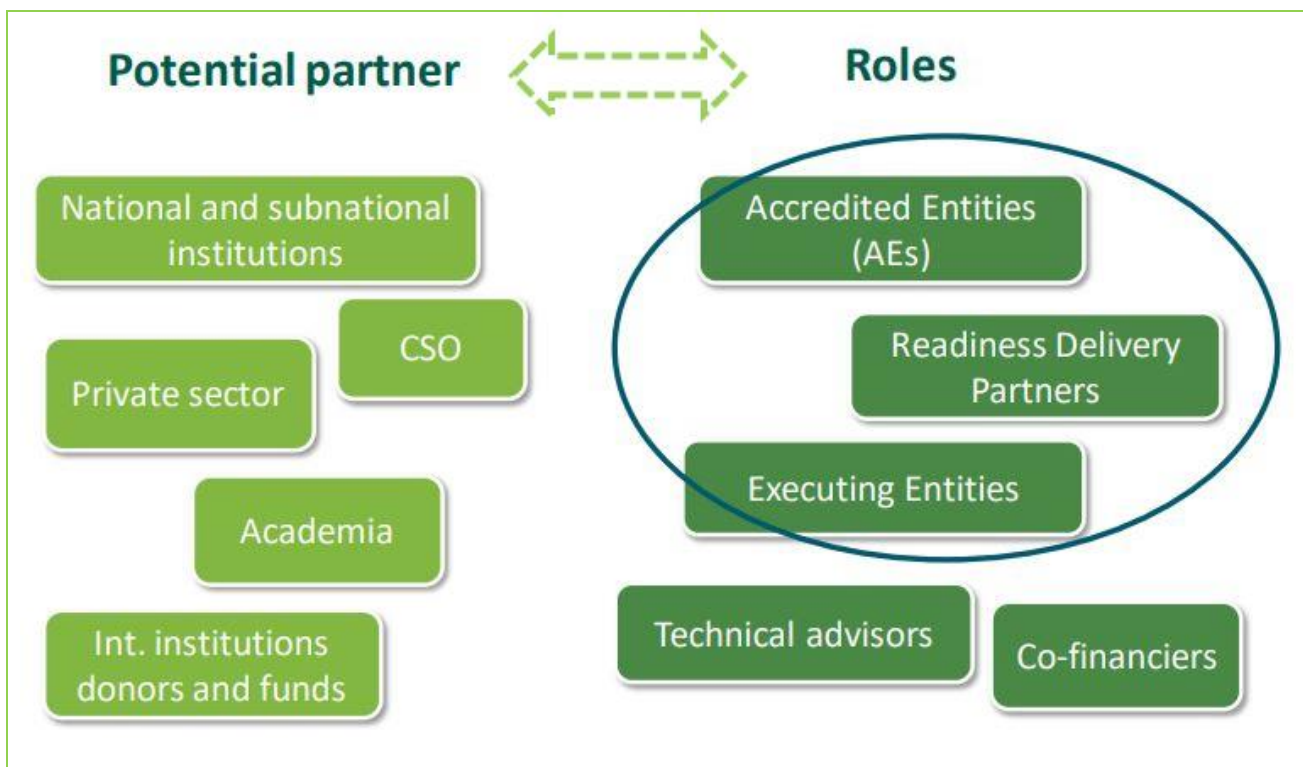 Potential partner
Roles
National and subnational
institutions
CSO
Private sector
Academia
Int. institutions
donors and funds
Accredited Entities
(AEs)
Readiness Delivery
Partners
Executing Entities
Technical advisors
Co-financiers